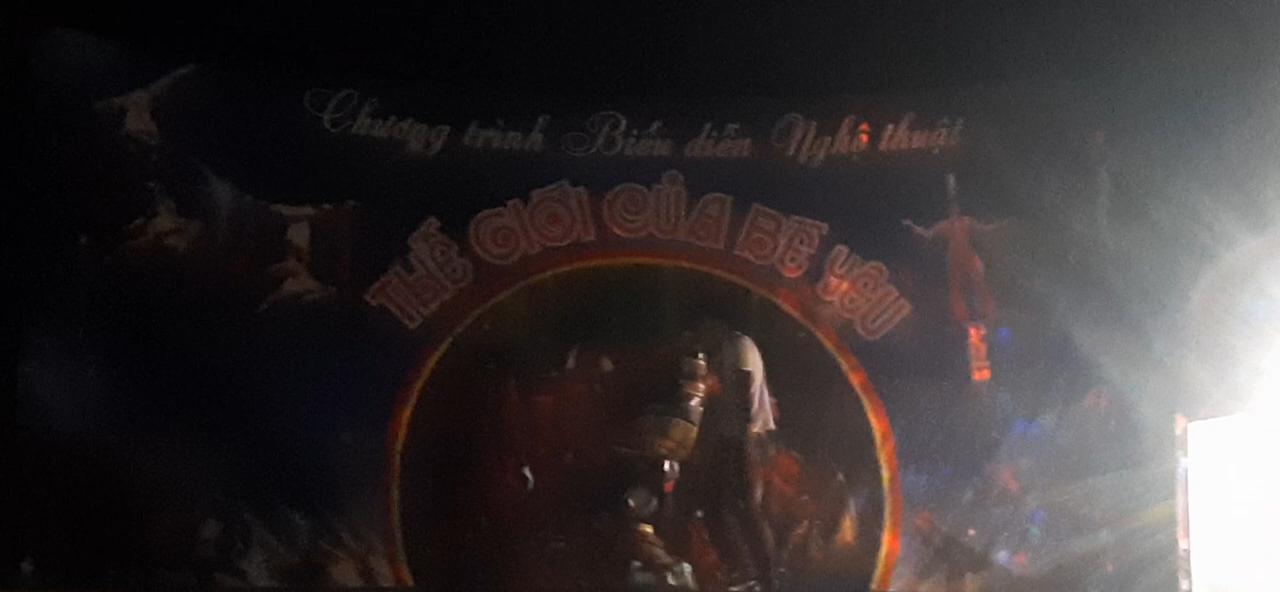 Chương trình Biểu diễn Nghệ thuật
THẾ GIỚI CỦA BÉ YÊU